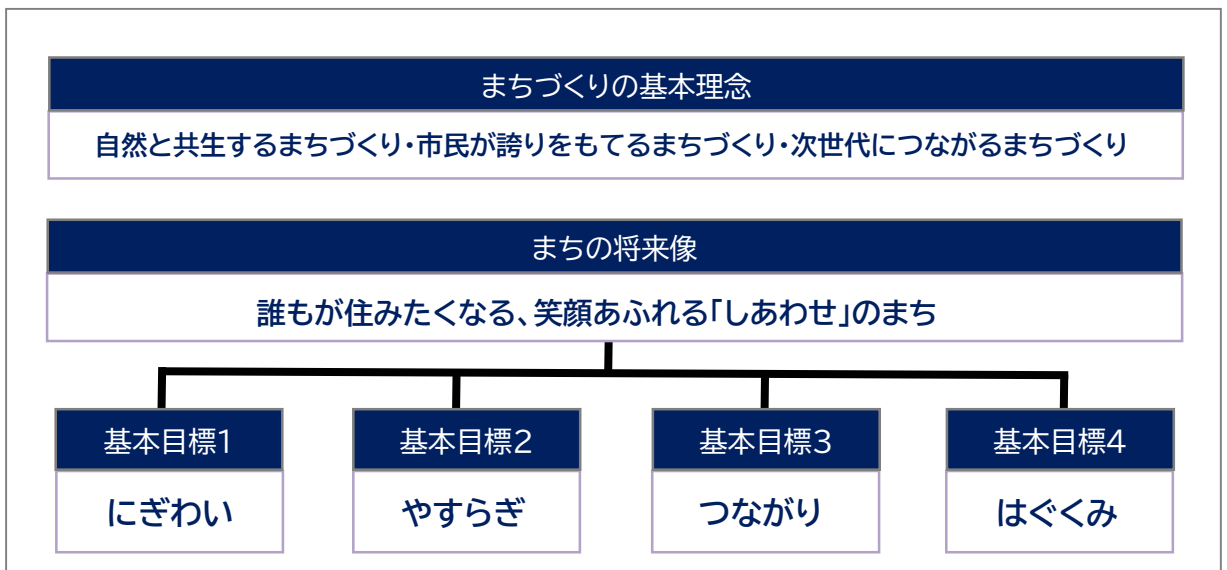 まちづくりの基本理念
自然と共生するまちづくり・市民が誇りをもてるまちづくり・次世代につながるまちづくり
まちの将来像
誰もが住みたくなる、笑顔あふれる「しあわせ」のまち
基本目標1
にぎわい
基本目標2
やすらぎ
基本目標3
つながり
基本目標4
はぐくみ